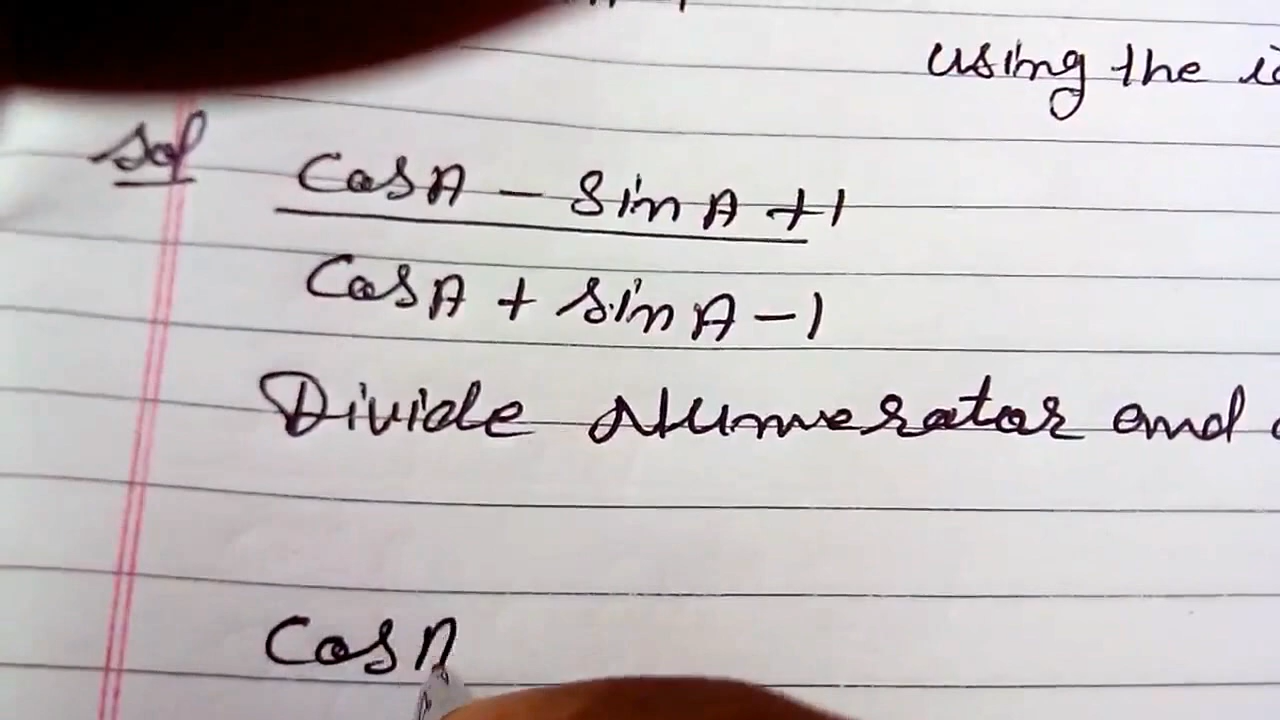 using the
Sol
CosA - SinA +1
CosA + sinA - 1
Divide Numerator and
CosA